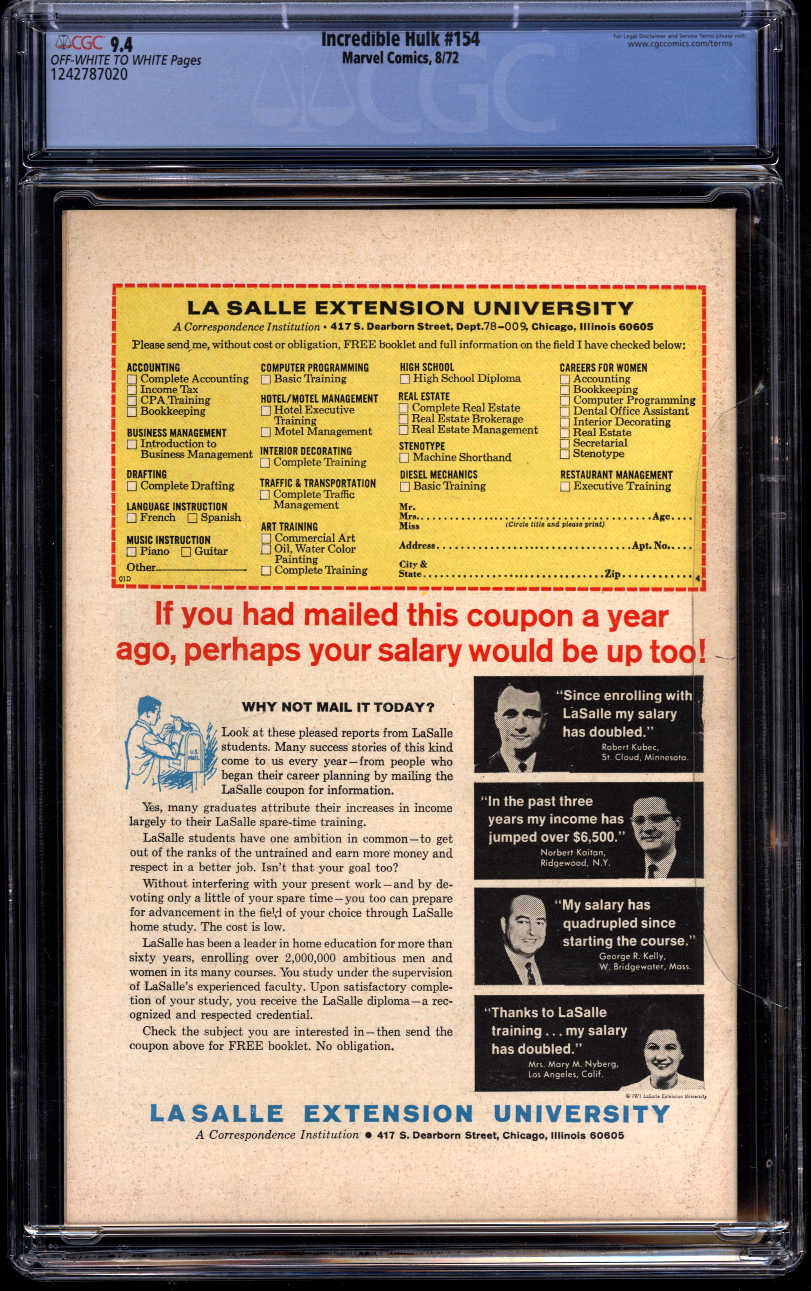 CGC 9.4
OFF-WHITE TO WHITE Pages
1242787020
Incredible Hulk #154
Marvel Comics, 8/72
For Legal Disclaimer and Service Terms please visit:
www.cgccomics.com/terms
CGC
LA SALLE EXTENSION UNIVERSITY
A Correspondence Institution • 417 S. Dearborn Street, Dept. 78-009, Chicago, Illinois 60605
Please send me, without cost or obligation, FREE booklet and full information on the field I have checked below:
ACCOUNTING
Complete Accounting
Income Tax
CPA Training
Bookkeeping
BUSINESS MANAGEMENT
Introduction to
Business Management
DRAFTING
Complete Drafting
LANGUAGE INSTRUCTION
French Spanish
MUSIC INSTRUCTION
Piano Guitar
Other
01D
COMPUTER PROGRAMMING
Basic Training
HOTEL/MOTEL MANAGEMENT
Hotel Executive
Training
Motel Management
INTERIOR DECORATING
Complete Training
TRAFFIC & TRANSPORTATION
Complete Traffic
Management
ART TRAINING
Commercial Art
Oil, Water Color
Painting
Complete Training
HIGH SCHOOL
High School Diploma
REAL ESTATE
Complete Real Estate
Real Estate Brokerage
Real Estate Management
STENOTYPE
Machine Shorthand
DIESEL MECHANICS
Basic Training
CAREERS FOR WOMEN
Accounting
Bookkeeping
Computer Programming
Dental Office Assistant
Interior Decorating
Real Estate
Secretarial
Stenotype
RESTAURANT MANAGEMENT
Executive Training
Mr.
Mrs. Age
Miss (Circle title and please print)
Address Apt. No.
City &
State Zip
4
If you had mailed this coupon a year
ago, perhaps your salary would be up too!
U.S. MAIL
WHY NOT MAIL IT TODAY?
Look at these pleased reports from LaSalle
students. Many success stories of this kind
come to us every year—from people who
began their career planning by mailing the
LaSalle coupon for information.
Yes, many graduates attribute their increases in income
largely to their LaSalle spare-time training.
LaSalle students have one ambition in common—to get
out of the ranks of the untrained and earn more money and
respect in a better job. Isn't that your goal too?
Without interfering with your present work—and by de-
voting only a little of your spare time—you too can prepare
for advancement in the field of your choice through LaSalle
home study. The cost is low.
LaSalle has been a leader in home education for more than
sixty years, enrolling over 2,000,000 ambitious men and
women in its many courses. You study under the supervision
of LaSalle's experienced faculty. Upon satisfactory comple-
tion of your study, you receive the LaSalle diploma—a rec-
ognized and respected credential.
Check the subject you are interested in—then send the
coupon above for FREE booklet. No obligation.
"Since enrolling with
LaSalle my salary
has doubled."
Robert Kubec,
St. Cloud, Minnesota.
"In the past three
years my income has
jumped over $6,500."
Norbert Kaitan,
Ridgewood, N.Y.
"My salary has
quadrupled since
starting the course."
George R. Kelly,
W. Bridgewater, Mass.
"Thanks to LaSalle
training . . . my salary
has doubled."
Mrs. Mary M. Nyberg,
Los Angeles, Calif.
© 1971 LaSalle Extension University
LASALLE EXTENSION UNIVERSITY
A Correspondence Institution ● 417 S. Dearborn Street, Chicago, Illinois 60605